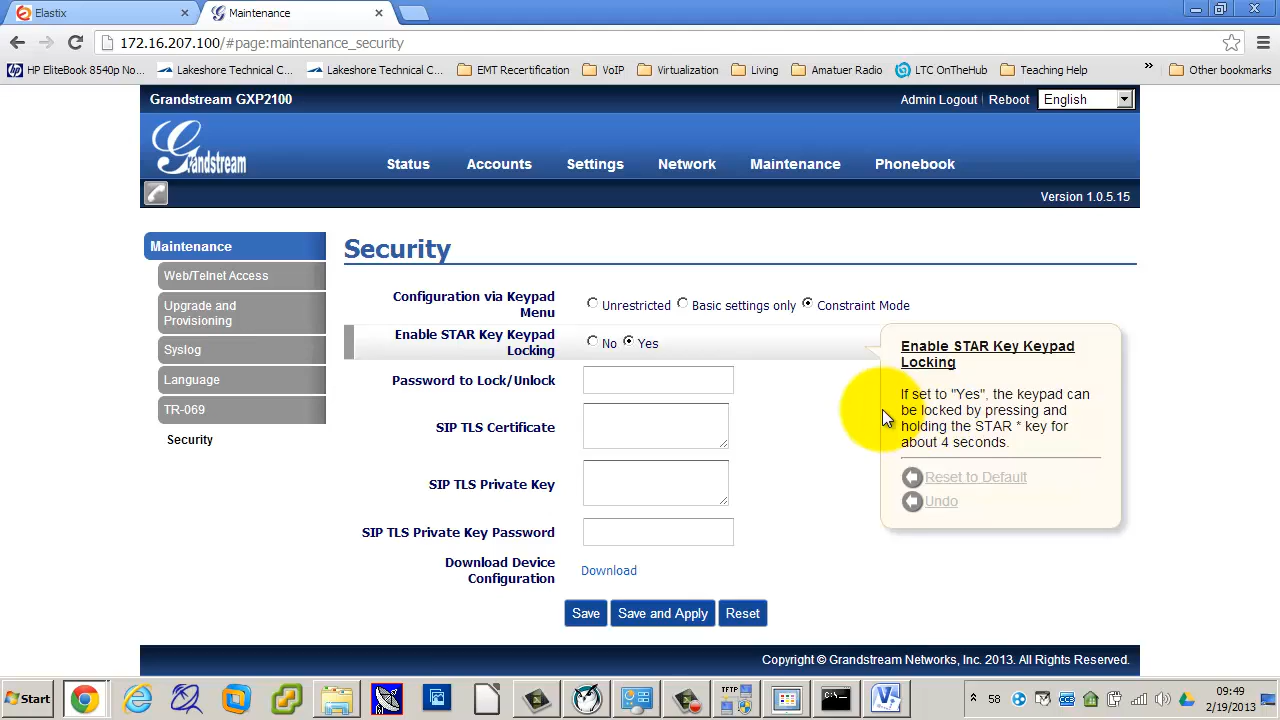 Elastix
Maintenance
172.16.207.100/#page:maintenance_security
HP EliteBook 8540p No...
Lakeshore Technical C...
Lakeshore Technical C...
EMT Recertification
VoIP
Virtualization
Living
Amatuer Radio
LTC OnTheHub
Teaching Help
»
Other bookmarks
Grandstream GXP2100
Admin Logout
Reboot
English
Grandstream
Status
Accounts
Settings
Network
Maintenance
Phonebook
Version 1.0.5.15
Maintenance
Web/Telnet Access
Upgrade and
Provisioning
Syslog
Language
TR-069
Security
Security
Configuration via Keypad
Menu
Unrestricted
Basic settings only
Constraint Mode
Enable STAR Key Keypad
Locking
No
Yes
Password to Lock/Unlock
SIP TLS Certificate
SIP TLS Private Key
SIP TLS Private Key Password
Download Device
Configuration
Download
Save
Save and Apply
Reset
Enable STAR Key Keypad
Locking
If set to "Yes", the keypad can
be locked by pressing and
holding the STAR * key for
about 4 seconds.
Reset to Default
Undo
Copyright © Grandstream Networks, Inc. 2013. All Rights Reserved.
Start
TFTP
58
09:49
2/19/2013